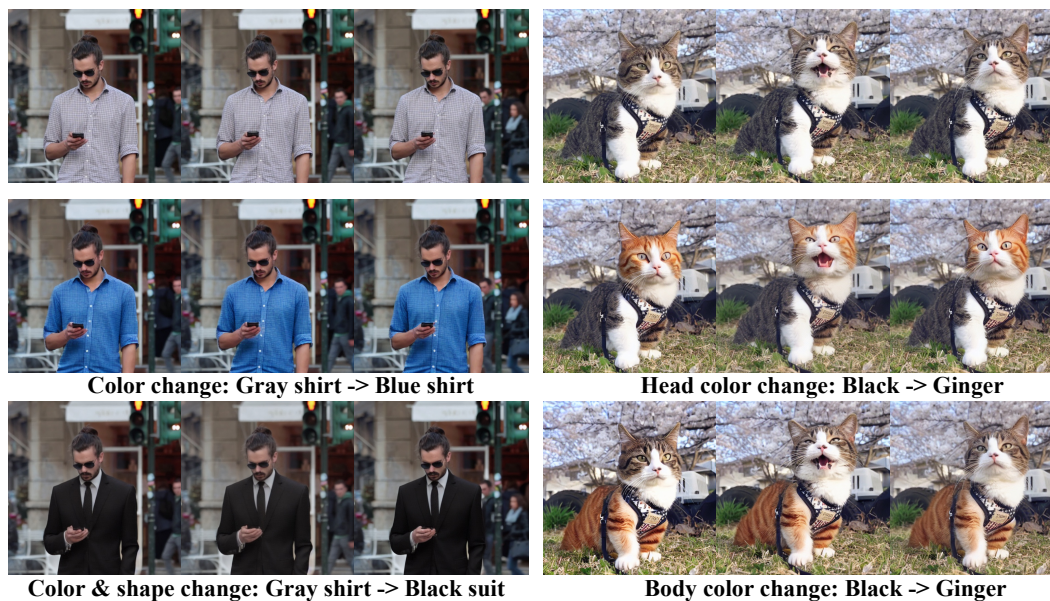 Color change: Gray shirt -> Blue shirt
Head color change: Black -> Ginger
Color & shape change: Gray shirt -> Black suit
Body color change: Black -> Ginger